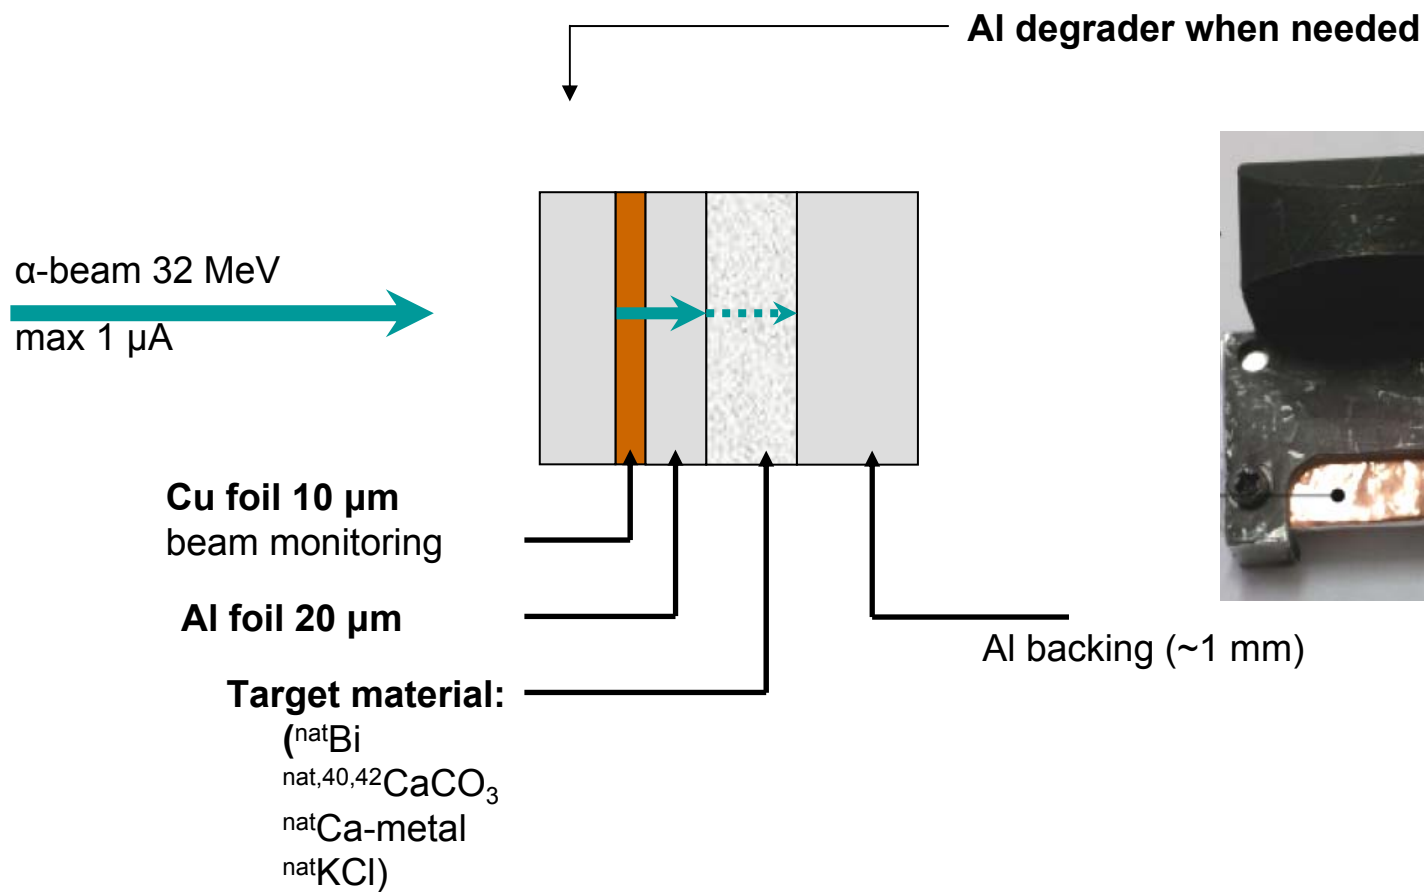 Al degrader when needed
α-beam 32 MeV
max 1 μA
Cu foil 10 μm
beam monitoring
Al foil 20 μm
Al backing (~1 mm)
Target material:
(natBi
nat,40,42CaCO3
natCa-metal
natKCl)